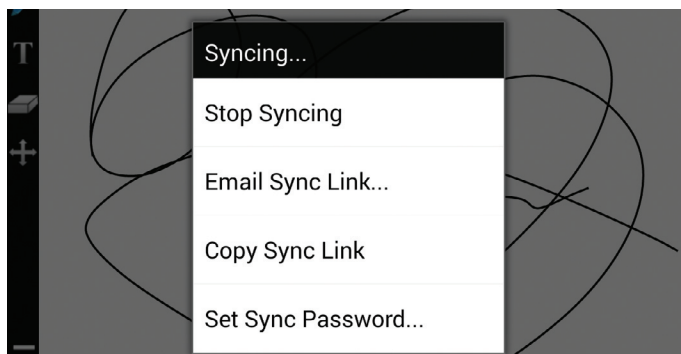 T
Syncing...
Stop Syncing
Email Sync Link...
Copy Sync Link
Set Sync Password...